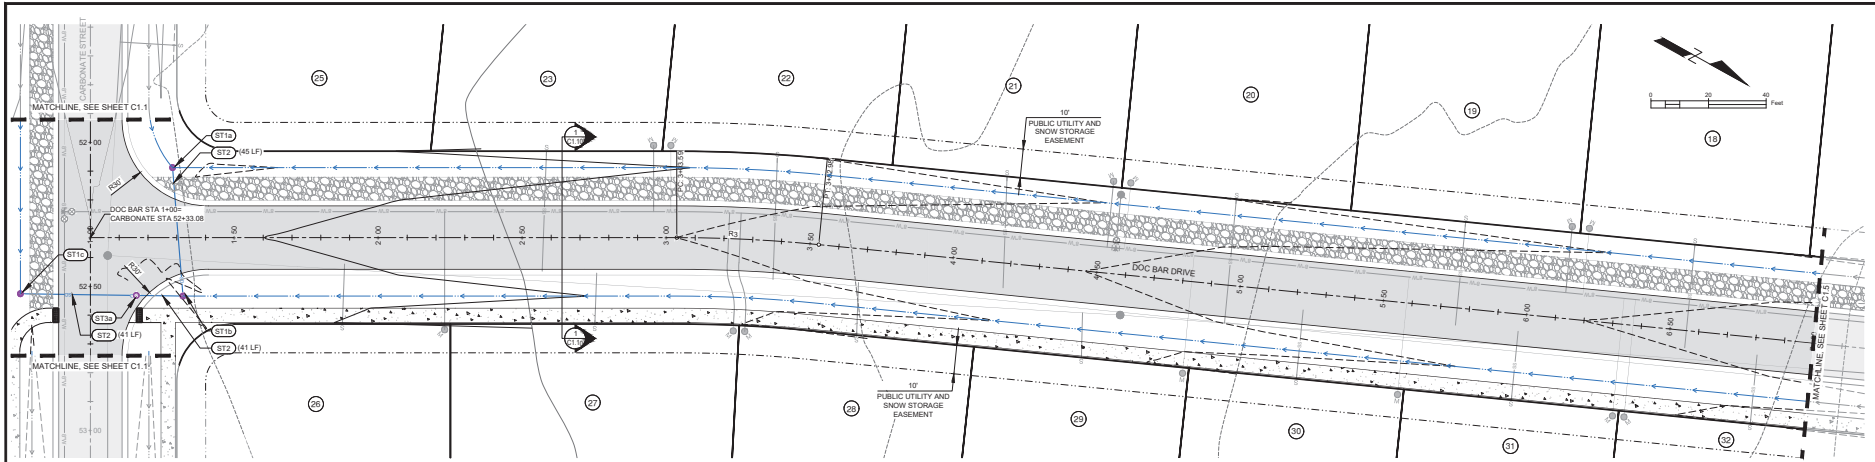 CARBONATE STREET
MATCHLINE, SEE SHEET C1.1
52+00
ST1a
ST2 (45 LF)
R30'
DOC BAR STA 1+00=
CARBONATE STA 52+33.08
ST1c
R30'
52+50
ST3a
ST2 (41 LF)
ST1b
ST2 (41 LF)
MATCHLINE, SEE SHEET C1.1
53+00
25
23
22
21
20
19
18
1
C1.10
10'
PUBLIC UTILITY AND
SNOW STORAGE
EASEMENT
0 20 40
Feet
1+50
2+00
2+50
3+00
R3
3+50
4+00
4+50
DOC BAR DRIVE
5+00
5+50
6+00
6+50
MATCHLINE, SEE SHEET C1.5
1
C1.10
10'
PUBLIC UTILITY AND
SNOW STORAGE
EASEMENT
26
27
28
29
30
31
32